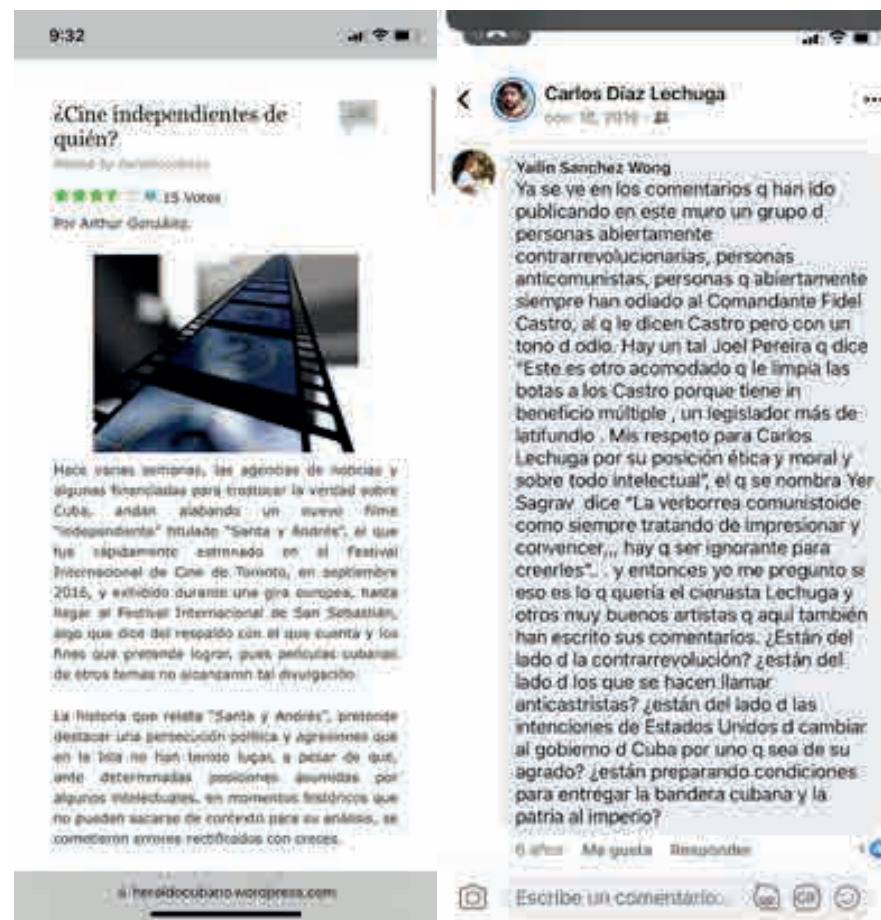 9:32
¿Cine independientes de
quién?
15 Votes
Por Arthur González.
Hace varias semanas, las agencias de noticias y
algunas financiadas para trastocar la verdad sobre
Cuba, andan alabando un nuevo filme
"independiente" titulado "Santa y Andrés", el que
fue rápidamente estrenado en el Festival
Internacional de Cine de Toronto, en septiembre
2016, y exhibido durante una gira europea, hasta
llegar al Festival Internacional de San Sebastián,
algo que dice del respaldo con el que cuenta y los
fines que pretende lograr, pues películas cubanas
de otros temas no alcanzaron tal divulgación.
La historia que relata "Santa y Andrés", pretende
destacar una persecución política y agresiones que
en la Isla no han tenido lugar, a pesar de que,
ante determinadas posiciones asumidas por
algunos intelectuales, en momentos históricos que
no pueden sacarse de contexto para su análisis, se
cometieron errores rectificados con creces.
heraldocubano.wordpress.com
Carlos Díaz Lechuga
Yailin Sanchez Wong
Ya se ve en los comentarios q han ido
publicando en este muro un grupo d
personas abiertamente
contrarrevolucionarias, personas
anticomunistas, personas q abiertamente
siempre han odiado al Comandante Fidel
Castro, al q le dicen Castro pero con un
tono d odio. Hay un tal Joel Pereira q dice
"Este es otro acomodado q le limpia las
botas a los Castro porque tiene in
beneficio múltiple , un legislador más de
latifundio . Mis respeto para Carlos
Lechuga por su posición ética y moral y
sobre todo intelectual", el q se nombra Yer
Sagrav dice "La verborrea comunistoide
como siempre tratando de impresionar y
convencer,,, hay q ser ignorante para
creerles". . y entonces yo me pregunto si
eso es lo q quería el cienasta Lechuga y
otros muy buenos artistas q aquí también
han escrito sus comentarios. ¿Están del
lado d la contrarrevolución? ¿están del
lado d los que se hacen llamar
anticastristas? ¿están del lado d las
intenciones de Estados Unidos d cambiar
al gobierno d Cuba por uno q sea de su
agrado? ¿están preparando condiciones
para entregar la bandera cubana y la
patria al imperio?
6 años Me gusta Responder
Escribe un comentario...
GIF